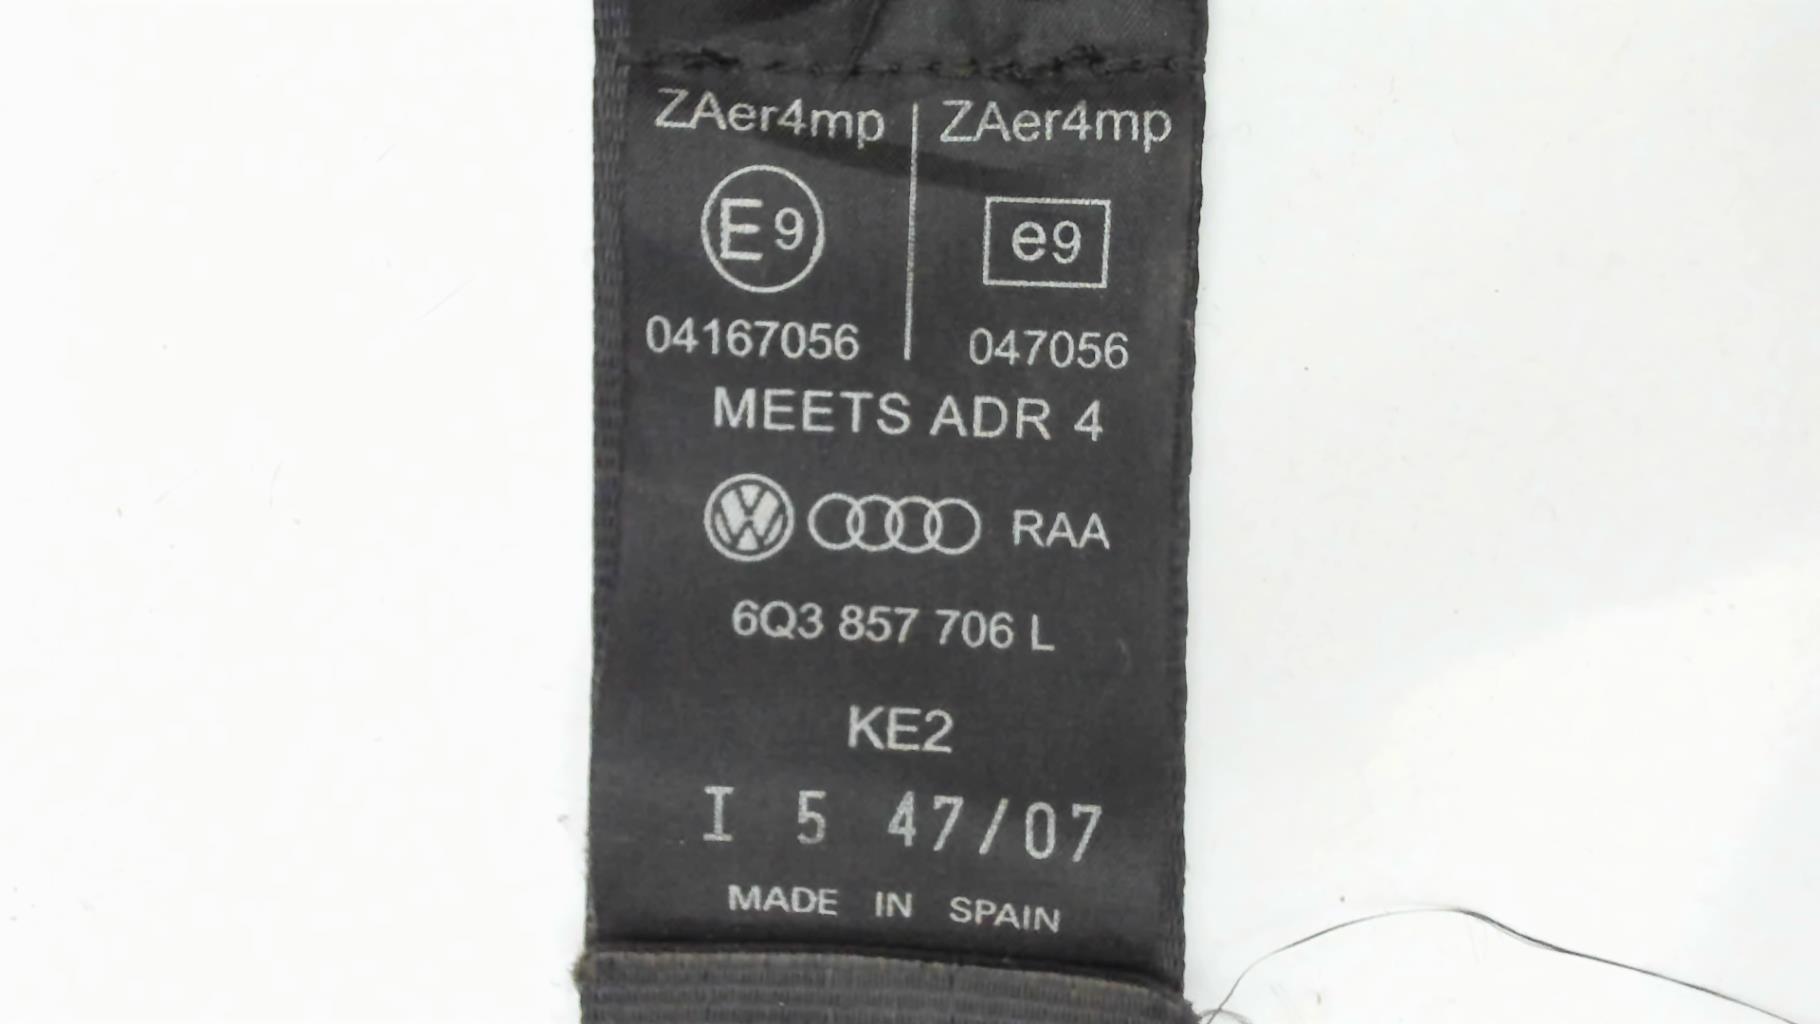 ZAer4mp ZAer4mp
E9 e9
04167056 047056
MEETS ADR 4
RAA
6Q3 857 706 L
KE2
I 5 47/07
MADE IN SPAIN